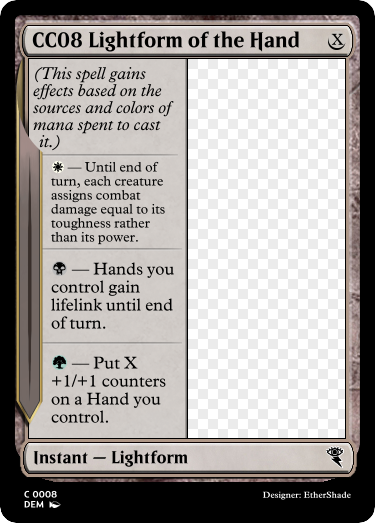 CC08 Lightform of the Hand X
(This spell gains
effects based on the
sources and colors of
mana spent to cast
it.)
— Until end of
turn, each creature
assigns combat
damage equal to its
toughness rather
than its power.
— Hands you
control gain
lifelink until end
of turn.
— Put X
+1/+1 counters
on a Hand you
control.
Instant — Lightform
C 0008
DEM
Designer: EtherShade